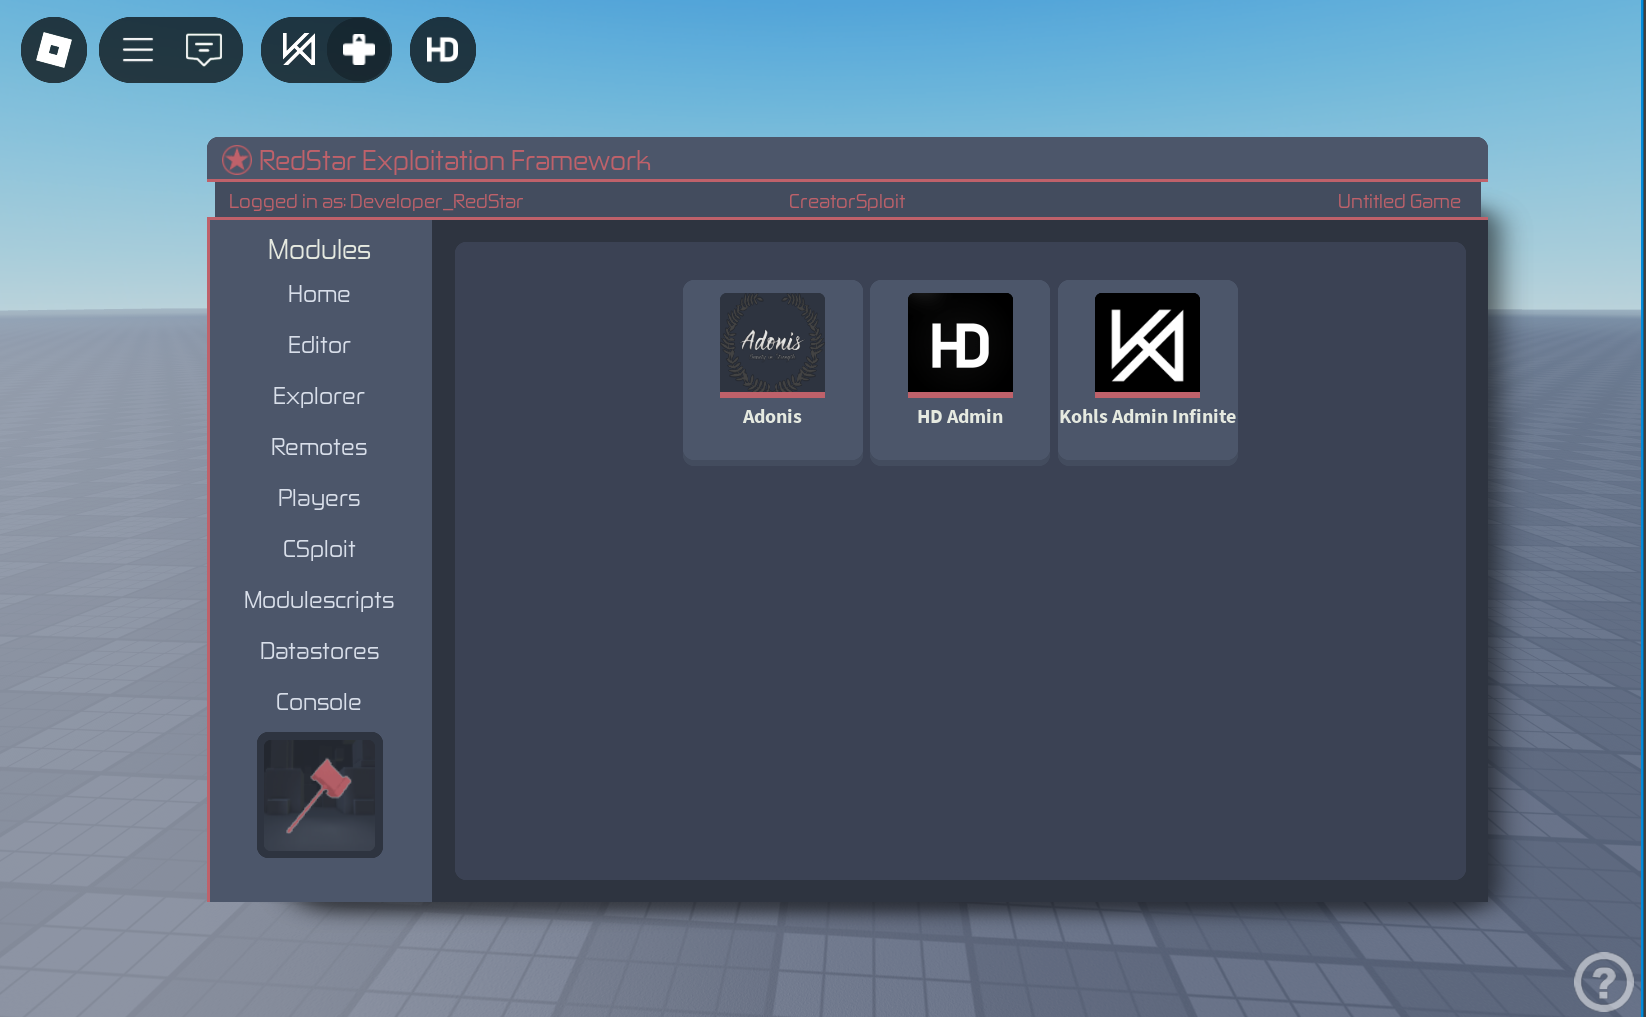 HD
RedStar Exploitation Framework
Logged in as: Developer_RedStar
CreatorSploit
Untitled Game
Modules
Home
Editor
Explorer
Remotes
Players
CSploit
Modulescripts
Datastores
Console
Adonis
HD
Adonis
HD Admin
Kohls Admin Infinite
?